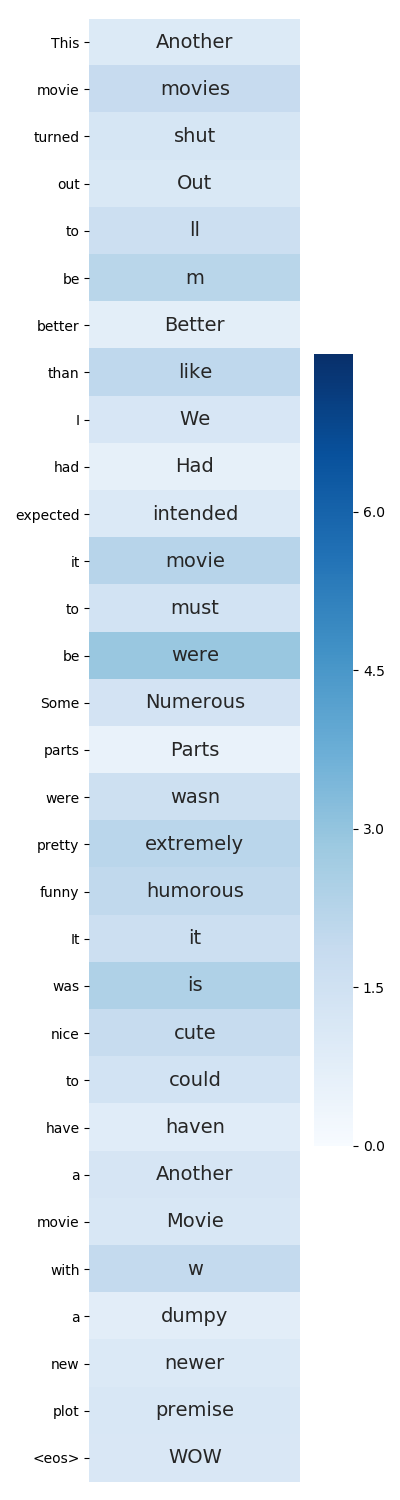 This Another
movie movies
turned shut
out Out
to ll
be m
better Better
than like
I We
had Had
expected intended
it movie
to must
be were
Some Numerous
parts Parts
were wasn
pretty extremely
funny humorous
It it
was is
nice cute
to could
have haven
a Another
movie Movie
with w
a dumpy
new newer
plot premise
<eos> WOW
6.0
4.5
3.0
1.5
0.0